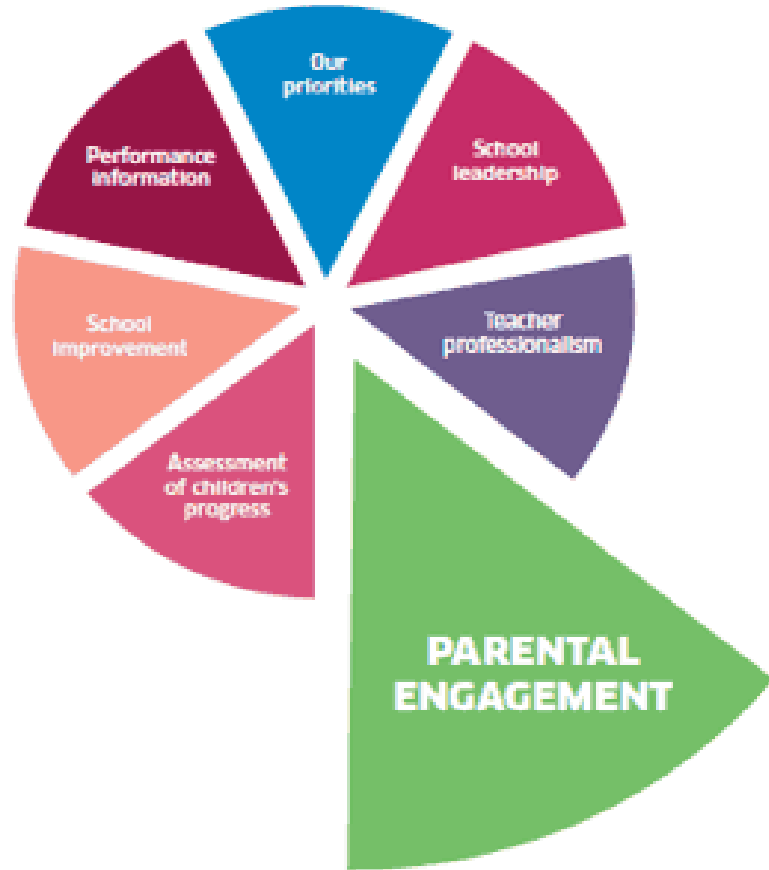 Our
priorities
School
leadership
Teacher
professionalism
PARENTAL
ENGAGEMENT
Assessment
of children's
progress
School
improvement
Performance
information